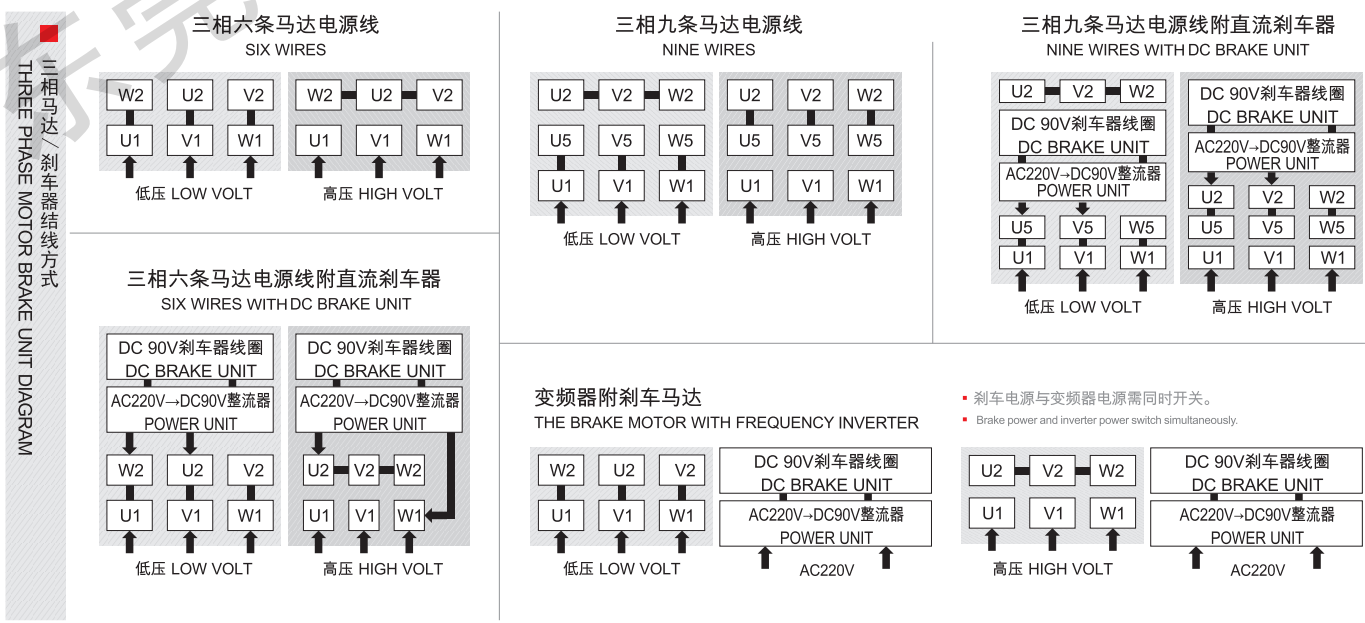 东莞
三相马达/刹车器结线方式
THREE PHASE MOTOR BRAKE UNIT DIAGRAM
三相六条马达电源线
SIX WIRES
W2 U2 V2
U1 V1 W1
低压 LOW VOLT
W2 U2 V2
U1 V1 W1
高压 HIGH VOLT
三相九条马达电源线
NINE WIRES
U2 V2 W2
U5 V5 W5
U1 V1 W1
低压 LOW VOLT
U2 V2 W2
U5 V5 W5
U1 V1 W1
高压 HIGH VOLT
三相九条马达电源线附直流刹车器
NINE WIRES WITH DC BRAKE UNIT
U2 V2 W2
DC 90V刹车器线圈
DC BRAKE UNIT
AC220V→DC90V整流器
POWER UNIT
U5 V5 W5
U1 V1 W1
低压 LOW VOLT
DC 90V刹车器线圈
DC BRAKE UNIT
AC220V→DC90V整流器
POWER UNIT
U2 V2 W2
U5 V5 W5
U1 V1 W1
高压 HIGH VOLT
三相六条马达电源线附直流刹车器
SIX WIRES WITH DC BRAKE UNIT
DC 90V刹车器线圈
DC BRAKE UNIT
AC220V→DC90V整流器
POWER UNIT
W2 U2 V2
U1 V1 W1
低压 LOW VOLT
DC 90V刹车器线圈
DC BRAKE UNIT
AC220V→DC90V整流器
POWER UNIT
U2 V2 W2
U1 V1 W1
高压 HIGH VOLT
变频器附刹车马达
THE BRAKE MOTOR WITH FREQUENCY INVERTER
刹车电源与变频器电源需同时开关。
Brake power and inverter power switch simultaneously.
W2 U2 V2
U1 V1 W1
低压 LOW VOLT
DC 90V刹车器线圈
DC BRAKE UNIT
AC220V→DC90V整流器
POWER UNIT
AC220V
U2 V2 W2
U1 V1 W1
高压 HIGH VOLT
DC 90V刹车器线圈
DC BRAKE UNIT
AC220V→DC90V整流器
POWER UNIT
AC220V